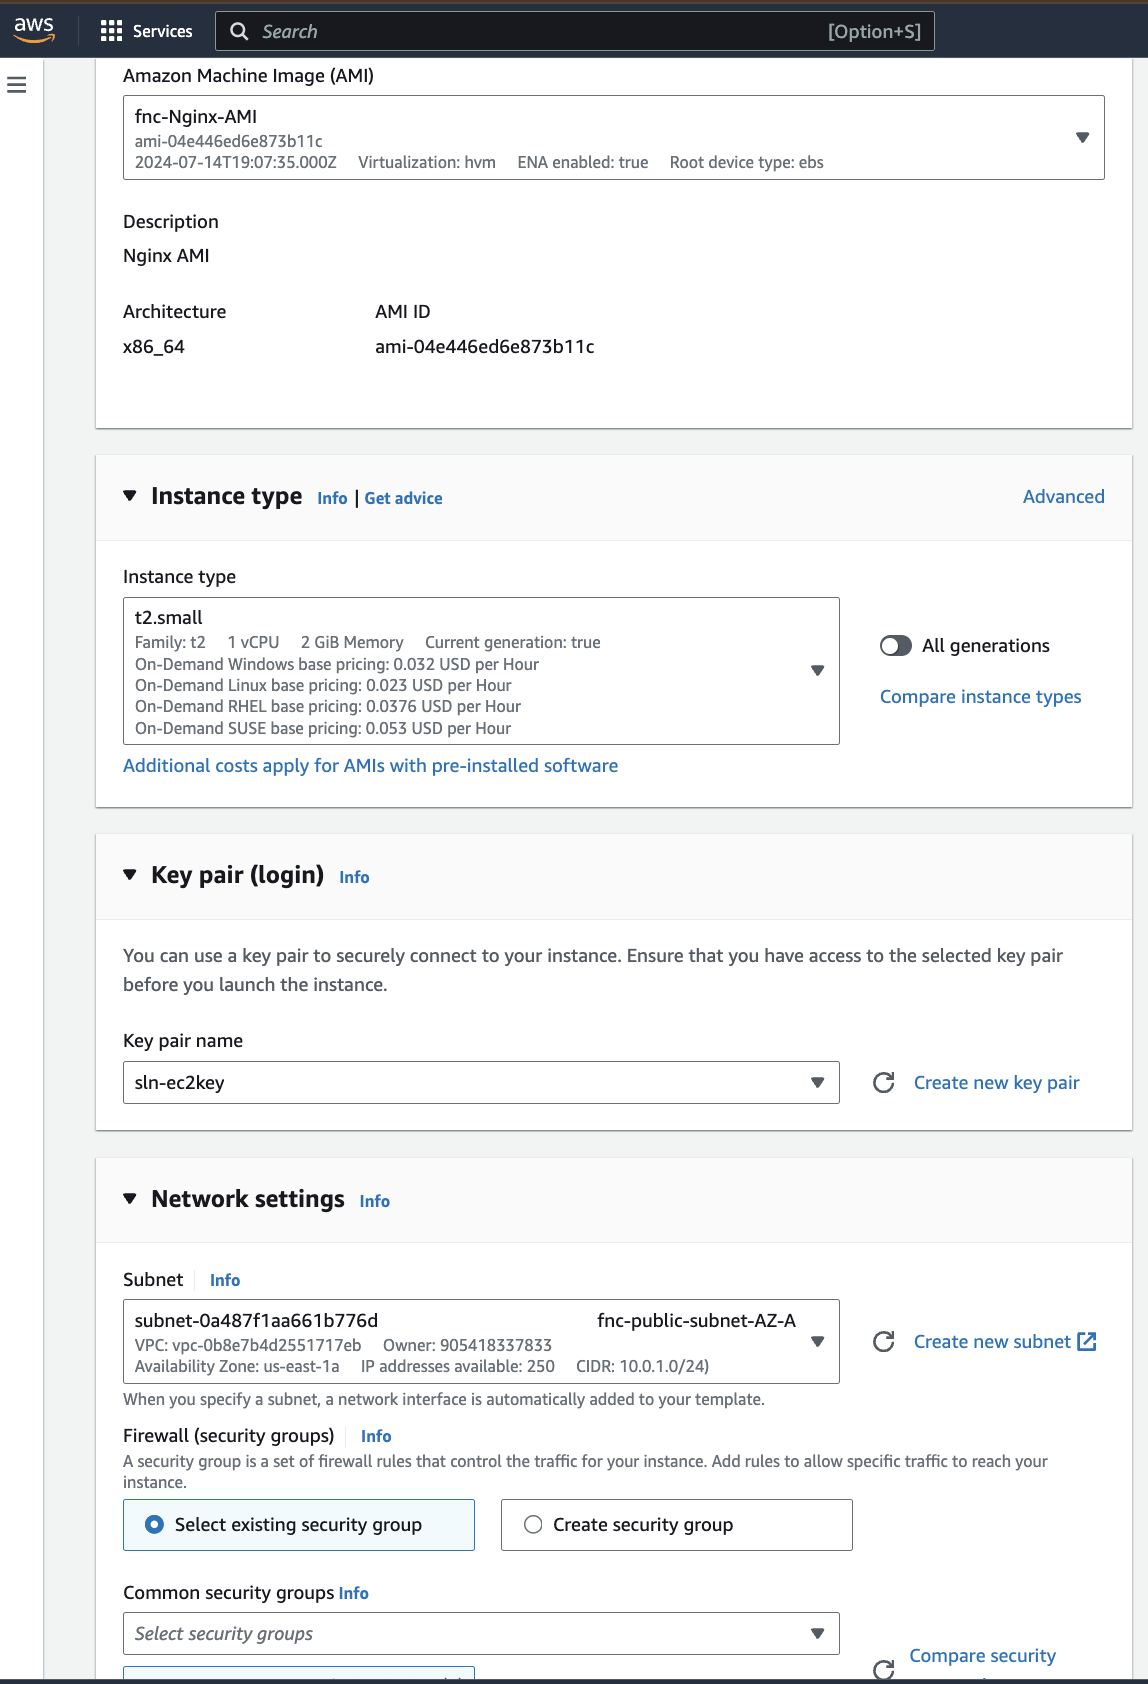 aws
Services
Search
[Option+S]
Amazon Machine Image (AMI)
fnc-Nginx-AMI
ami-04e446ed6e873b11c
2024-07-14T19:07:35.000Z Virtualization: hvm ENA enabled: true Root device type: ebs
Description
Nginx AMI
Architecture AMI ID
x86_64 ami-04e446ed6e873b11c
Instance type Info | Get advice Advanced
Instance type
t2.small
Family: t2 1 vCPU 2 GiB Memory Current generation: true
On-Demand Windows base pricing: 0.032 USD per Hour
On-Demand Linux base pricing: 0.023 USD per Hour
On-Demand RHEL base pricing: 0.0376 USD per Hour
On-Demand SUSE base pricing: 0.053 USD per Hour
All generations
Compare instance types
Additional costs apply for AMIs with pre-installed software
Key pair (login) Info
You can use a key pair to securely connect to your instance. Ensure that you have access to the selected key pair
before you launch the instance.
Key pair name
sln-ec2key
Create new key pair
Network settings Info
Subnet Info
subnet-0a487f1aa661b776d fnc-public-subnet-AZ-A
VPC: vpc-0b8e7b4d2551717eb Owner: 905418337833
Availability Zone: us-east-1a IP addresses available: 250 CIDR: 10.0.1.0/24)
Create new subnet
When you specify a subnet, a network interface is automatically added to your template.
Firewall (security groups) Info
A security group is a set of firewall rules that control the traffic for your instance. Add rules to allow specific traffic to reach your
instance.
Select existing security group
Create security group
Common security groups Info
Select security groups
Compare security